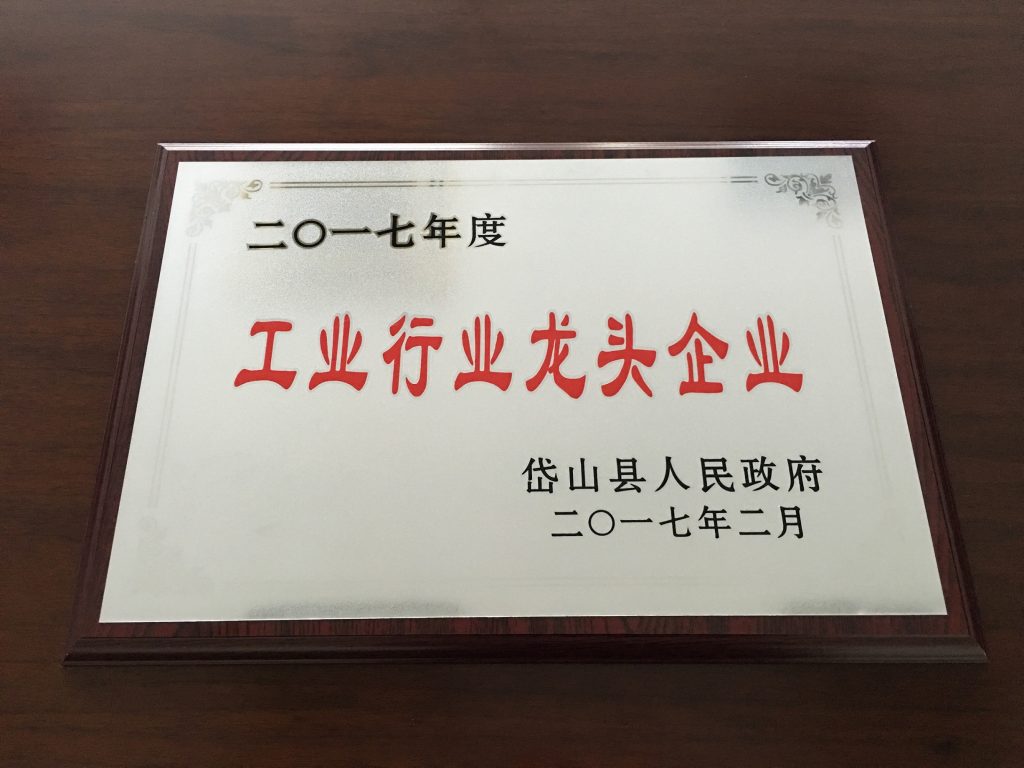 二〇一七年度
工业行业龙头企业
岱山县人民政府
二〇一七年二月